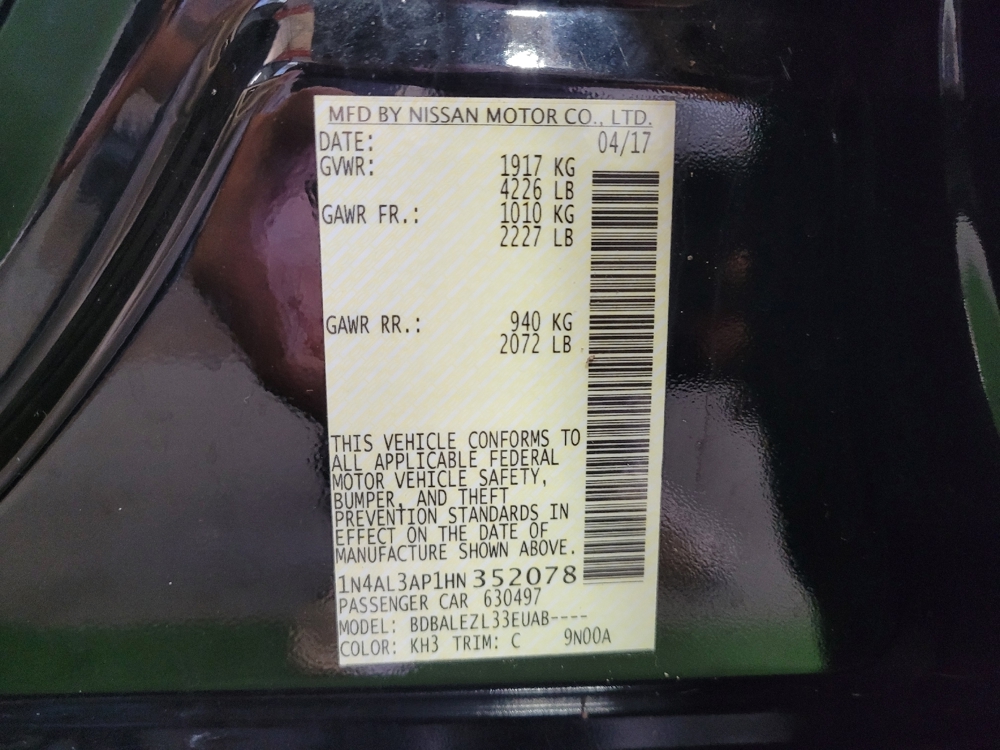 MFD BY NISSAN MOTOR CO., LTD.
DATE: 04/17
GVWR: 1917 KG
4226 LB
GAWR FR.: 1010 KG
2227 LB
GAWR RR.: 940 KG
2072 LB
THIS VEHICLE CONFORMS TO
ALL APPLICABLE FEDERAL
MOTOR VEHICLE SAFETY,
BUMPER, AND THEFT
PREVENTION STANDARDS IN
EFFECT ON THE DATE OF
MANUFACTURE SHOWN ABOVE.
1N4AL3AP1HN352078
PASSENGER CAR 630497
MODEL: BDBALEZL33EUAB----
COLOR: KH3 TRIM: C 9N00A